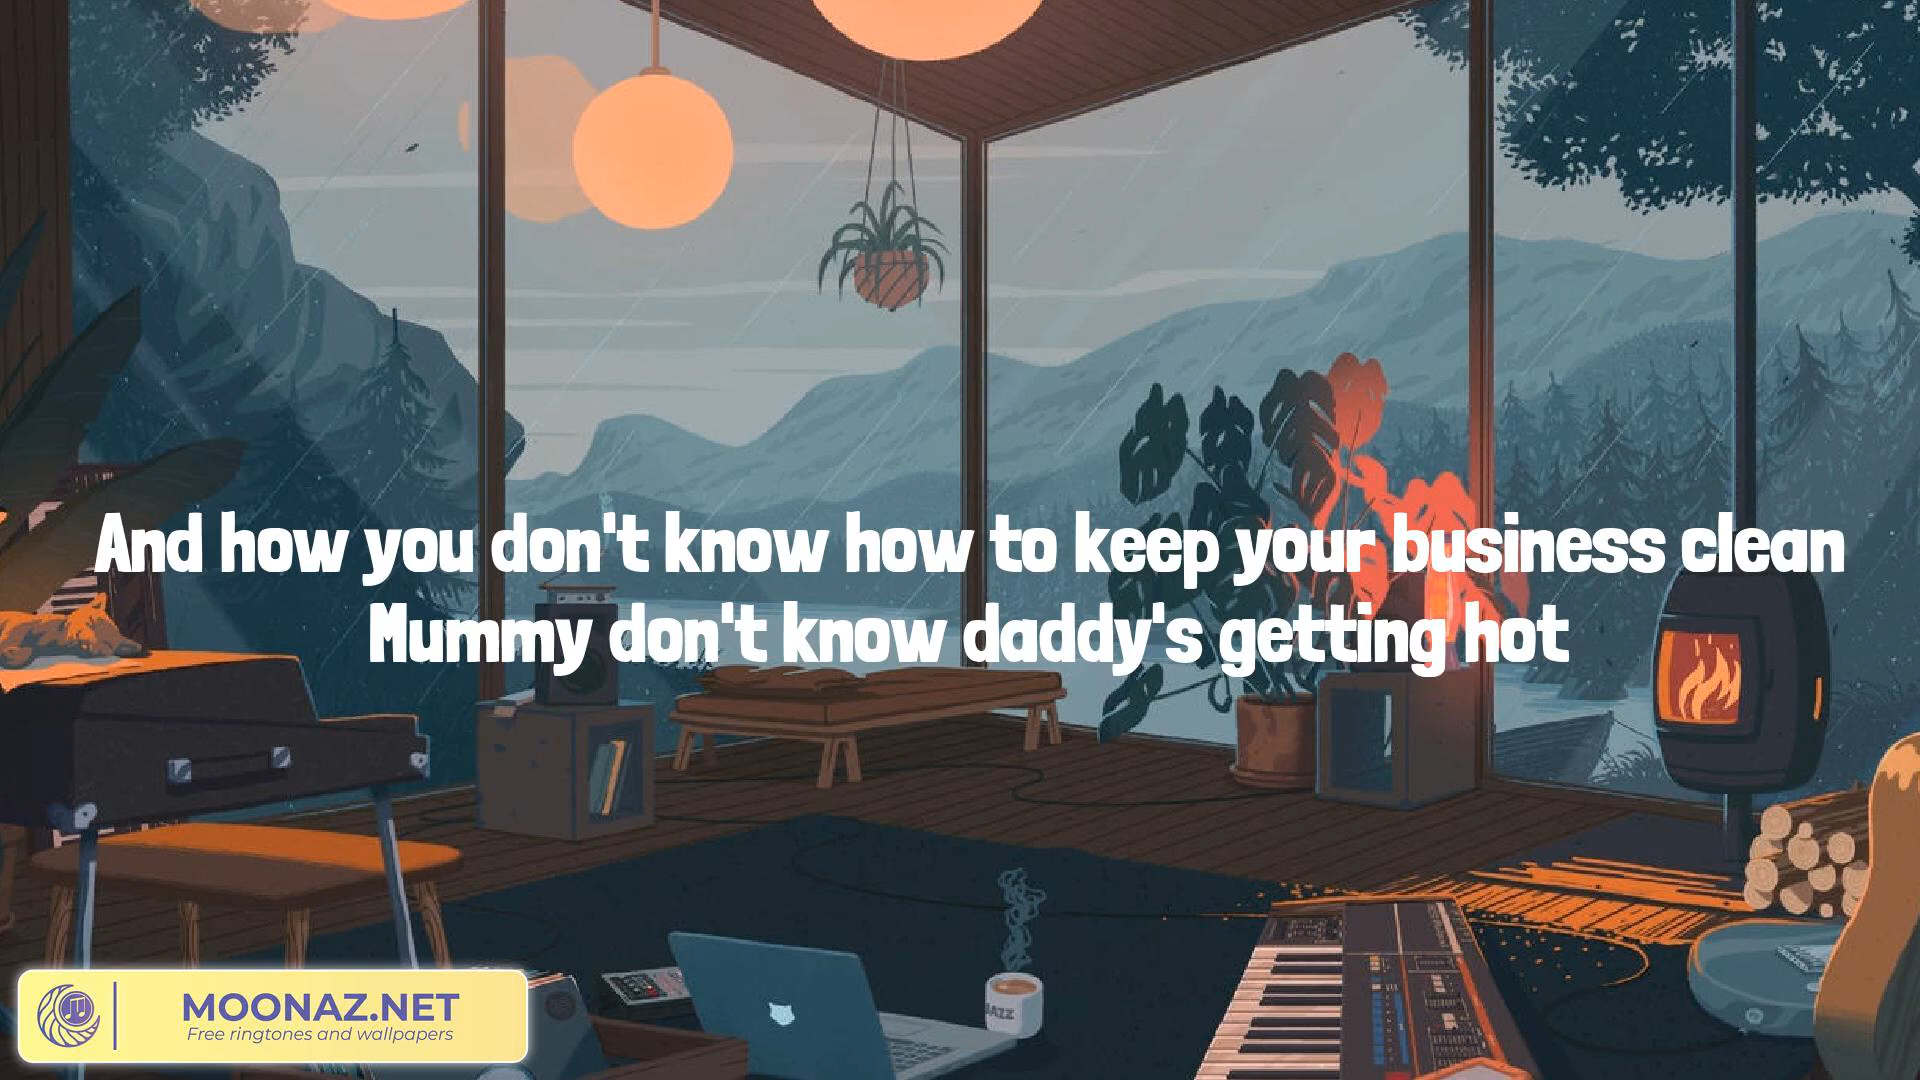 And how you don't know how to keep your business clean
Mummy don't know daddy's getting hot
JAZZ
MOONAZ.NET
Free ringtones and wallpapers